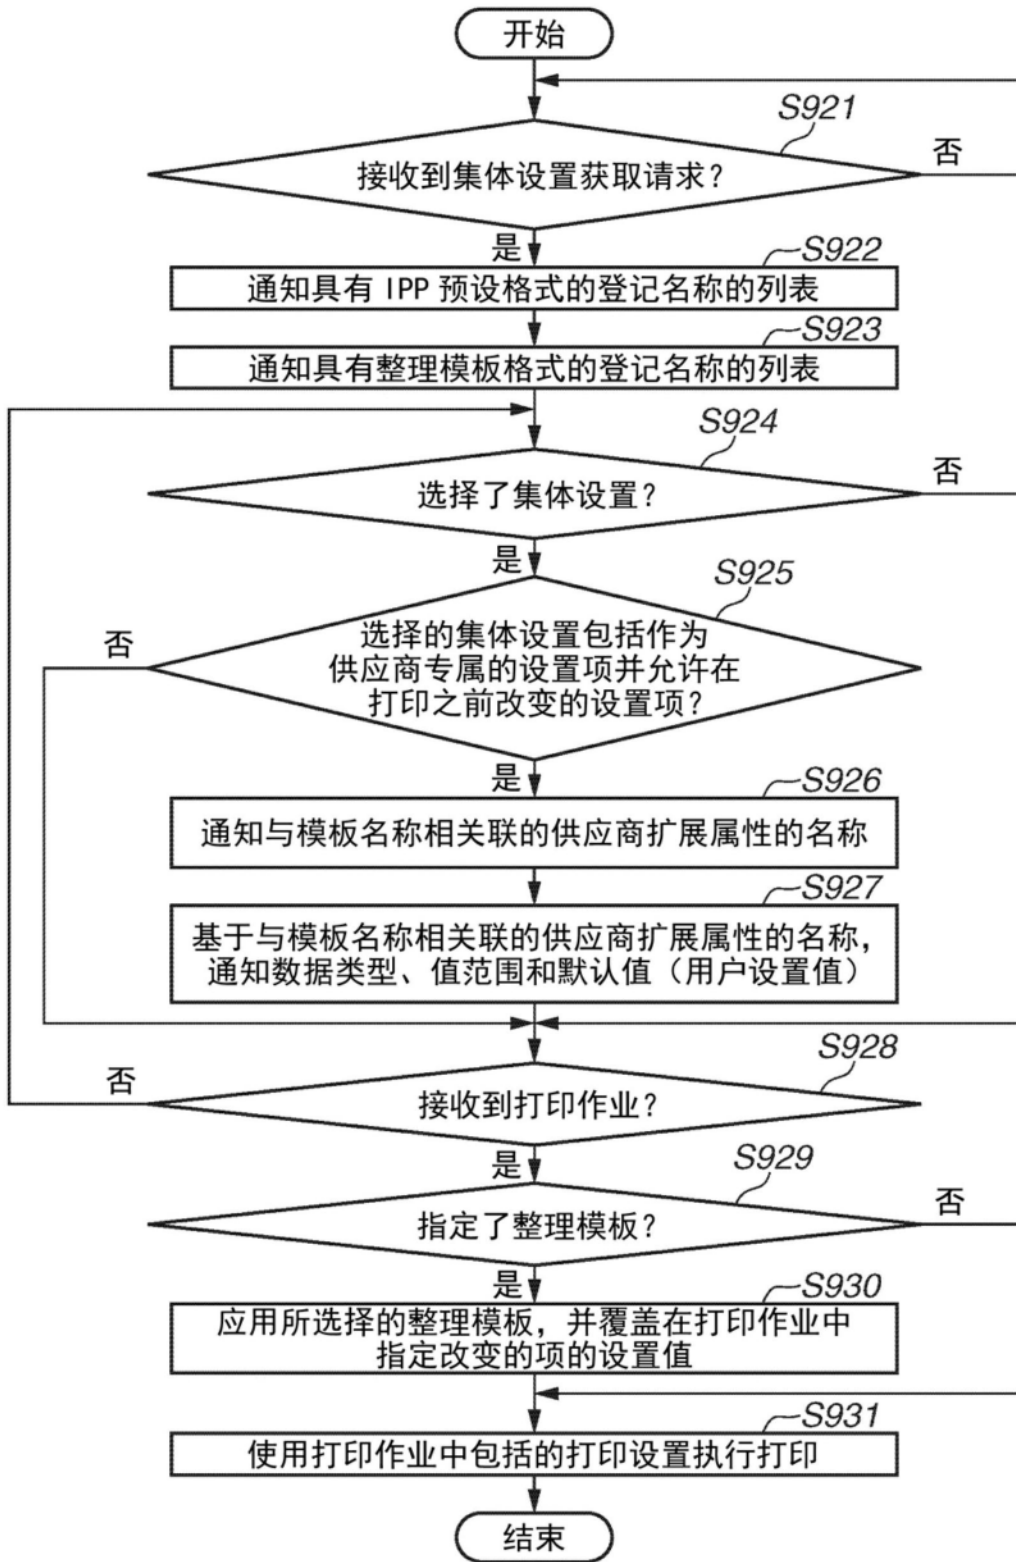 开始
S921
接收到集体设置获取请求？
否
是
S922
通知具有 IPP 预设格式的登记名称的列表
S923
通知具有整理模板格式的登记名称的列表
S924
选择了集体设置？
否
是
S925
否
选择的集体设置包括作为
供应商专属的设置项并允许在
打印之前改变的设置项？
是
S926
通知与模板名称相关联的供应商扩展属性的名称
S927
基于与模板名称相关联的供应商扩展属性的名称，
通知数据类型、值范围和默认值（用户设置值）
S928
否
接收到打印作业？
是
S929
指定了整理模板？
否
是
S930
应用所选择的整理模板，并覆盖在打印作业中
指定改变的项的设置值
S931
使用打印作业中包括的打印设置执行打印
结束